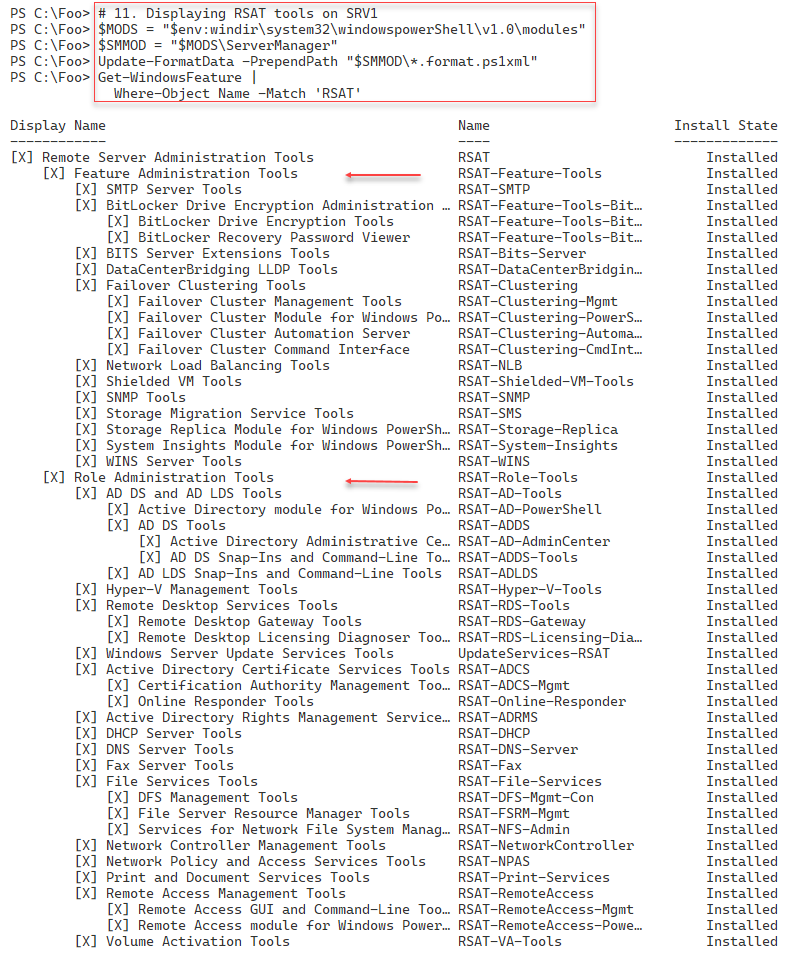 PS C:\Foo> # 11. Displaying RSAT tools on SRV1
PS C:\Foo> $MODS = "$env:windir\system32\windowspowerShell\v1.0\modules"
PS C:\Foo> $SMMOD = "$MODS\ServerManager"
PS C:\Foo> Update-FormatData -PrependPath "$SMMOD\*.format.ps1xml"
PS C:\Foo> Get-WindowsFeature |
             Where-Object Name -Match 'RSAT'
Display Name Name Install State
------------ ---- -------------
[X] Remote Server Administration Tools RSAT Installed
    [X] Feature Administration Tools RSAT-Feature-Tools Installed
        [X] SMTP Server Tools RSAT-SMTP Installed
        [X] BitLocker Drive Encryption Administration … RSAT-Feature-Tools-Bit… Installed
            [X] BitLocker Drive Encryption Tools RSAT-Feature-Tools-Bit… Installed
            [X] BitLocker Recovery Password Viewer RSAT-Feature-Tools-Bit… Installed
        [X] BITS Server Extensions Tools RSAT-Bits-Server Installed
        [X] DataCenterBridging LLDP Tools RSAT-DataCenterBridgin… Installed
        [X] Failover Clustering Tools RSAT-Clustering Installed
            [X] Failover Cluster Management Tools RSAT-Clustering-Mgmt Installed
            [X] Failover Cluster Module for Windows Po… RSAT-Clustering-PowerS… Installed
            [X] Failover Cluster Automation Server RSAT-Clustering-Automa… Installed
            [X] Failover Cluster Command Interface RSAT-Clustering-CmdInt… Installed
        [X] Network Load Balancing Tools RSAT-NLB Installed
        [X] Shielded VM Tools RSAT-Shielded-VM-Tools Installed
        [X] SNMP Tools RSAT-SNMP Installed
        [X] Storage Migration Service Tools RSAT-SMS Installed
        [X] Storage Replica Module for Windows PowerSh… RSAT-Storage-Replica Installed
        [X] System Insights Module for Windows PowerSh… RSAT-System-Insights Installed
        [X] WINS Server Tools RSAT-WINS Installed
    [X] Role Administration Tools RSAT-Role-Tools Installed
        [X] AD DS and AD LDS Tools RSAT-AD-Tools Installed
            [X] Active Directory module for Windows Po… RSAT-AD-PowerShell Installed
            [X] AD DS Tools RSAT-ADDS Installed
                [X] Active Directory Administrative Ce… RSAT-AD-AdminCenter Installed
                [X] AD DS Snap-Ins and Command-Line To… RSAT-ADDS-Tools Installed
            [X] AD LDS Snap-Ins and Command-Line Tools RSAT-ADLDS Installed
        [X] Hyper-V Management Tools RSAT-Hyper-V-Tools Installed
        [X] Remote Desktop Services Tools RSAT-RDS-Tools Installed
            [X] Remote Desktop Gateway Tools RSAT-RDS-Gateway Installed
            [X] Remote Desktop Licensing Diagnoser Too… RSAT-RDS-Licensing-Dia… Installed
        [X] Windows Server Update Services Tools UpdateServices-RSAT Installed
        [X] Active Directory Certificate Services Tools RSAT-ADCS Installed
            [X] Certification Authority Management Too… RSAT-ADCS-Mgmt Installed
            [X] Online Responder Tools RSAT-Online-Responder Installed
        [X] Active Directory Rights Management Service… RSAT-ADRMS Installed
        [X] DHCP Server Tools RSAT-DHCP Installed
        [X] DNS Server Tools RSAT-DNS-Server Installed
        [X] Fax Server Tools RSAT-Fax Installed
        [X] File Services Tools RSAT-File-Services Installed
            [X] DFS Management Tools RSAT-DFS-Mgmt-Con Installed
            [X] File Server Resource Manager Tools RSAT-FSRM-Mgmt Installed
            [X] Services for Network File System Manag… RSAT-NFS-Admin Installed
        [X] Network Controller Management Tools RSAT-NetworkController Installed
        [X] Network Policy and Access Services Tools RSAT-NPAS Installed
        [X] Print and Document Services Tools RSAT-Print-Services Installed
        [X] Remote Access Management Tools RSAT-RemoteAccess Installed
            [X] Remote Access GUI and Command-Line Too… RSAT-RemoteAccess-Mgmt Installed
            [X] Remote Access module for Windows Power… RSAT-RemoteAccess-Powe… Installed
        [X] Volume Activation Tools RSAT-VA-Tools Installed